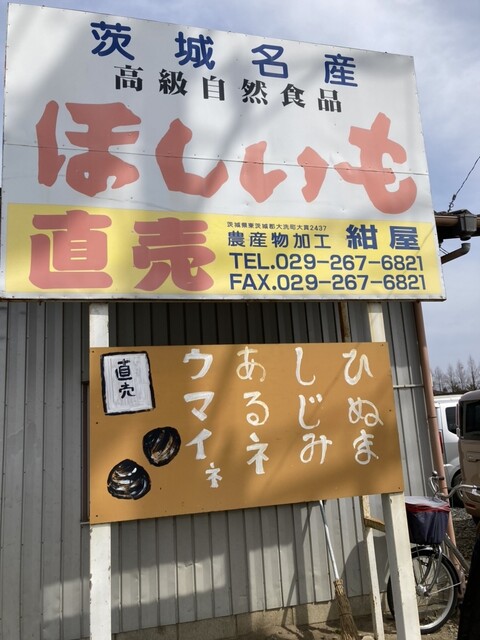 茨城名産
高級自然食品
ほしいも
直売
茨城県東茨城郡大洗町大貫2437
農産物加工 紺屋
TEL.029-267-6821
FAX.029-267-6821
ひぬま
しじみ
あるネ
ウマイネ
直売